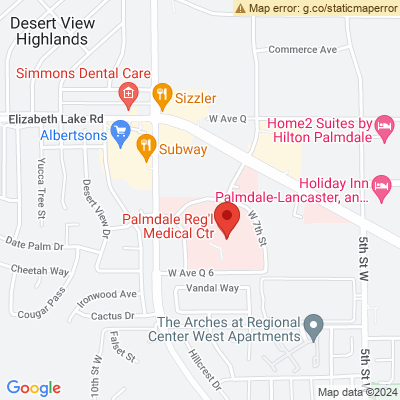 Map error: g.co/staticmaperror
Desert View
Highlands
Commerce Ave
Simmons Dental Care
Sizzler
Elizabeth Lake Rd
W Ave Q
Home2 Suites by
Hilton Palmdale
Albertsons
Subway
Yucca Tree St
Desert View Dr
Holiday Inn
Palmdale-Lancaster, an...
Palmdale Reg'l
Medical Ctr
W 7th St
Date Palm Dr
Cheetah Way
W Ave Q 6
5th St W
Vandal Way
Ironwood Ave
Cougar Pass
Cactus Dr
The Arches at Regional
Center West Apartments
Falset St
10th St W
Hillcrest Dr
5th St W
Google
Map data ©2024